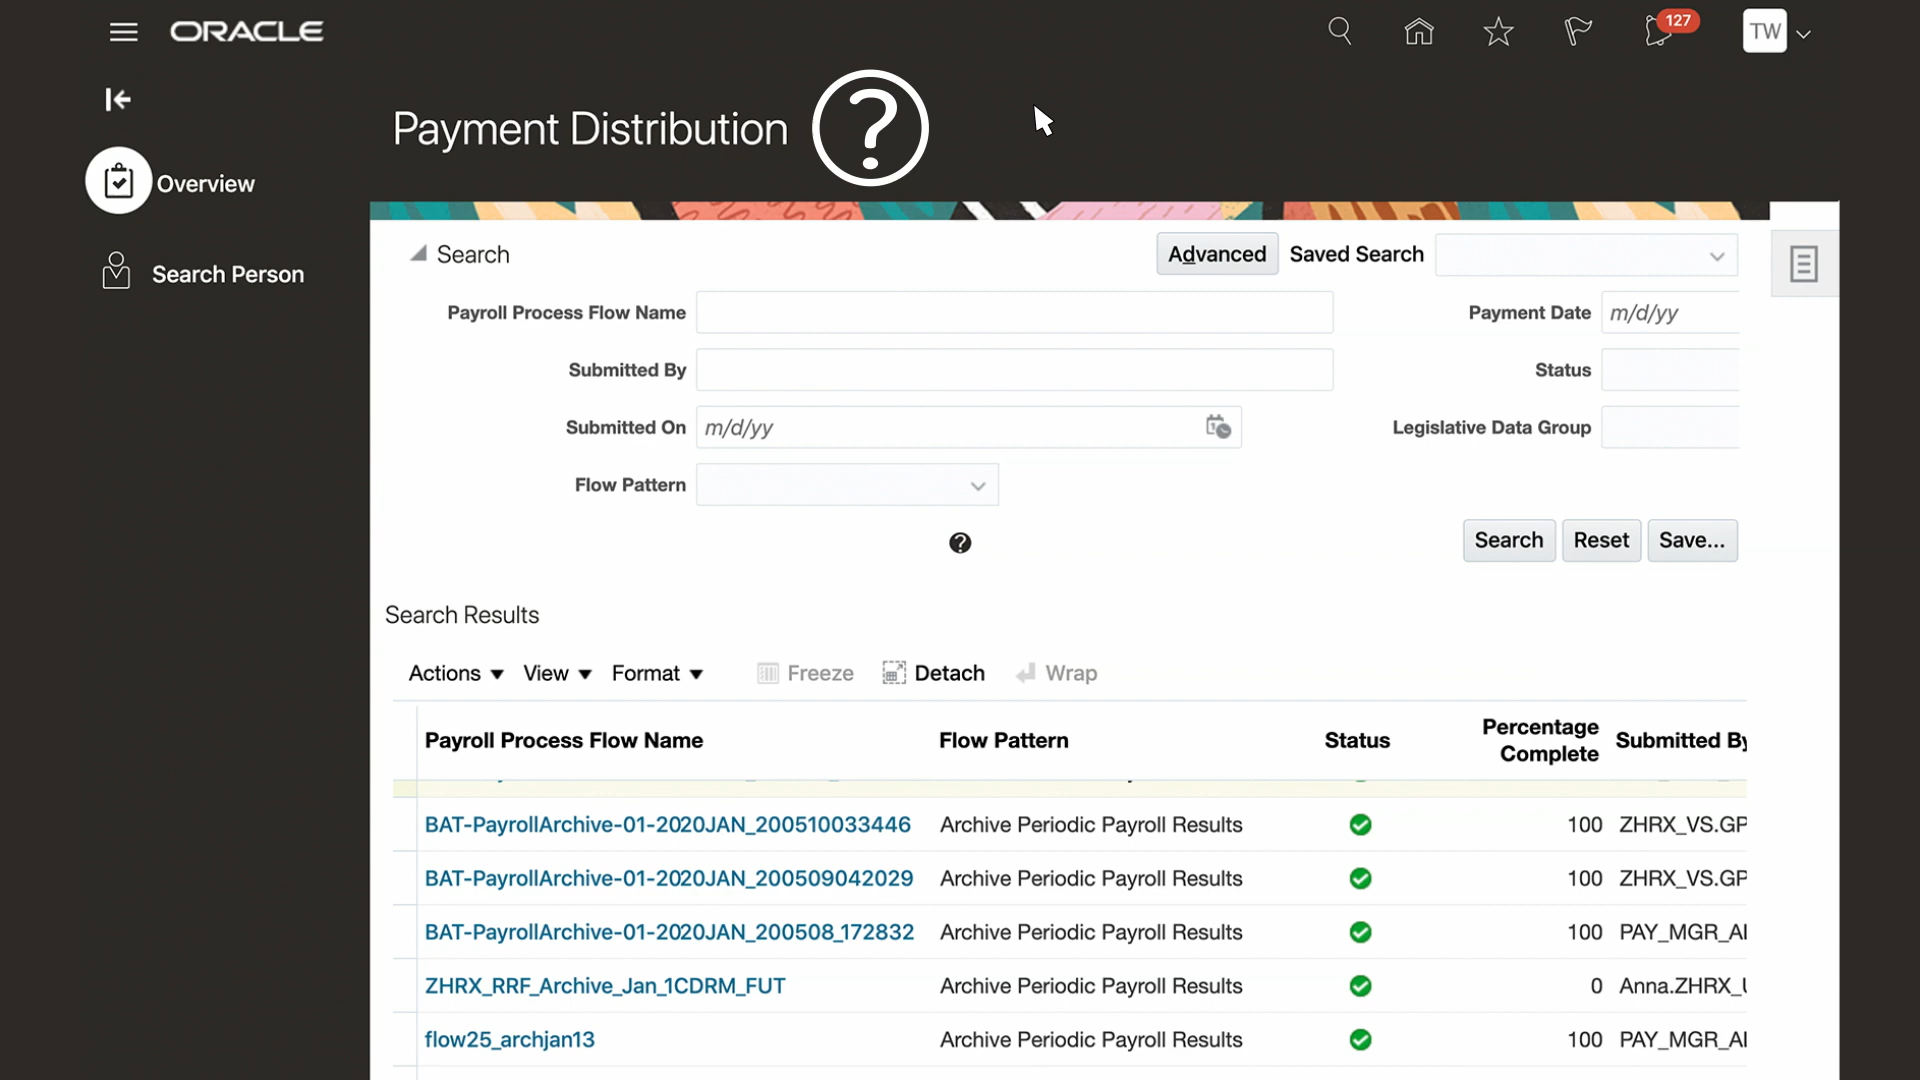 ORACLE
127
TW
Payment Distribution ?
Overview
Search Person
Search
Advanced Saved Search
Payroll Process Flow Name
Payment Date m/d/yy
Submitted By
Status
Submitted On m/d/yy
Legislative Data Group
Flow Pattern
?
Search Reset Save...
Search Results
Actions View Format Freeze Detach Wrap
Payroll Process Flow Name Flow Pattern Status Percentage Complete Submitted By
BAT-PayrollArchive-01-2020JAN_200510033446 Archive Periodic Payroll Results 100 ZHRX_VS.GP
BAT-PayrollArchive-01-2020JAN_200509042029 Archive Periodic Payroll Results 100 ZHRX_VS.GP
BAT-PayrollArchive-01-2020JAN_200508_172832 Archive Periodic Payroll Results 100 PAY_MGR_AI
ZHRX_RRF_Archive_Jan_1CDRM_FUT Archive Periodic Payroll Results 0 Anna.ZHRX_
flow25_archjan13 Archive Periodic Payroll Results 100 PAY_MGR_AI